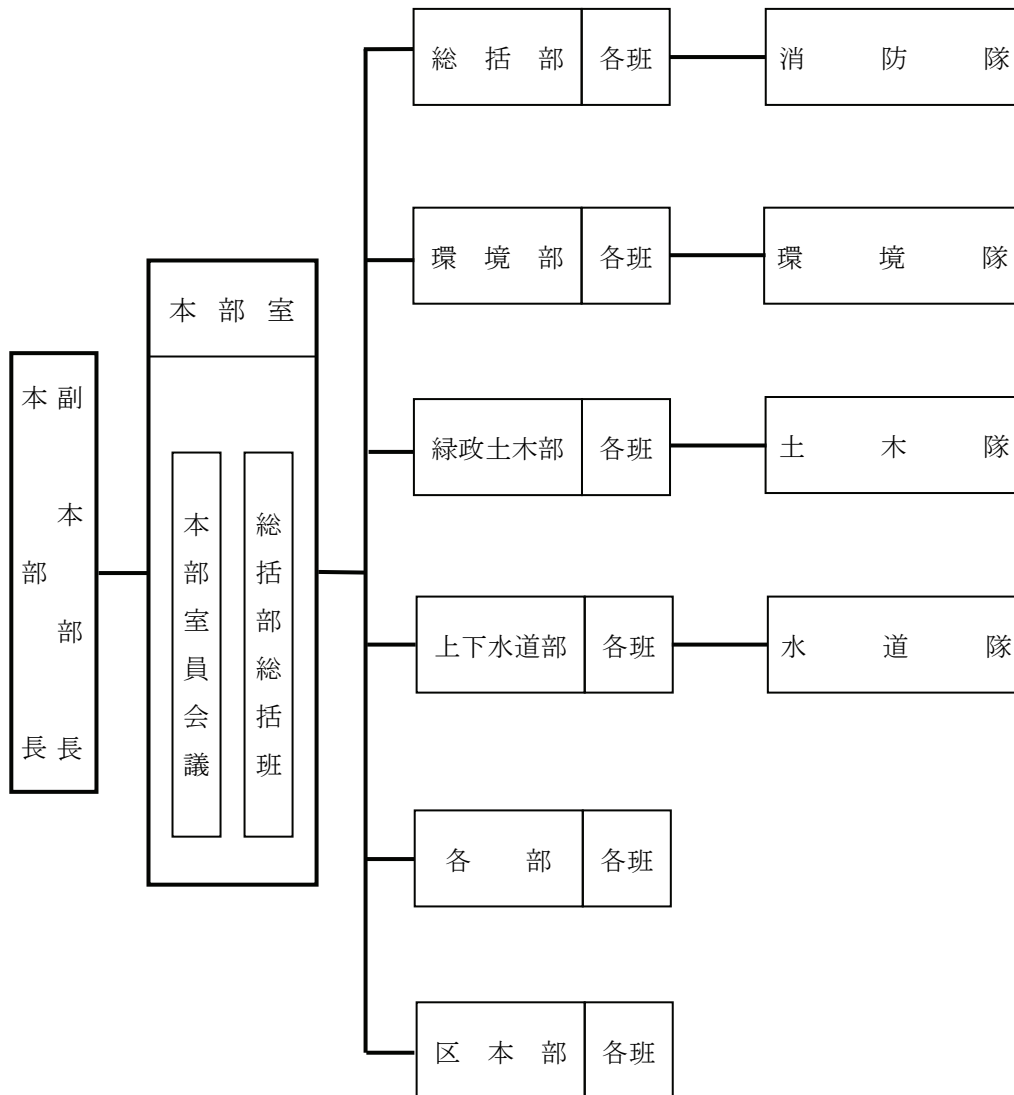 本部長
副本部長
本部室
本部室員会議
総括部総括班
総括部 各班 消防隊
環境部 各班 環境隊
緑政土木部 各班 土木隊
上下水道部 各班 水道隊
各部 各班
区本部 各班